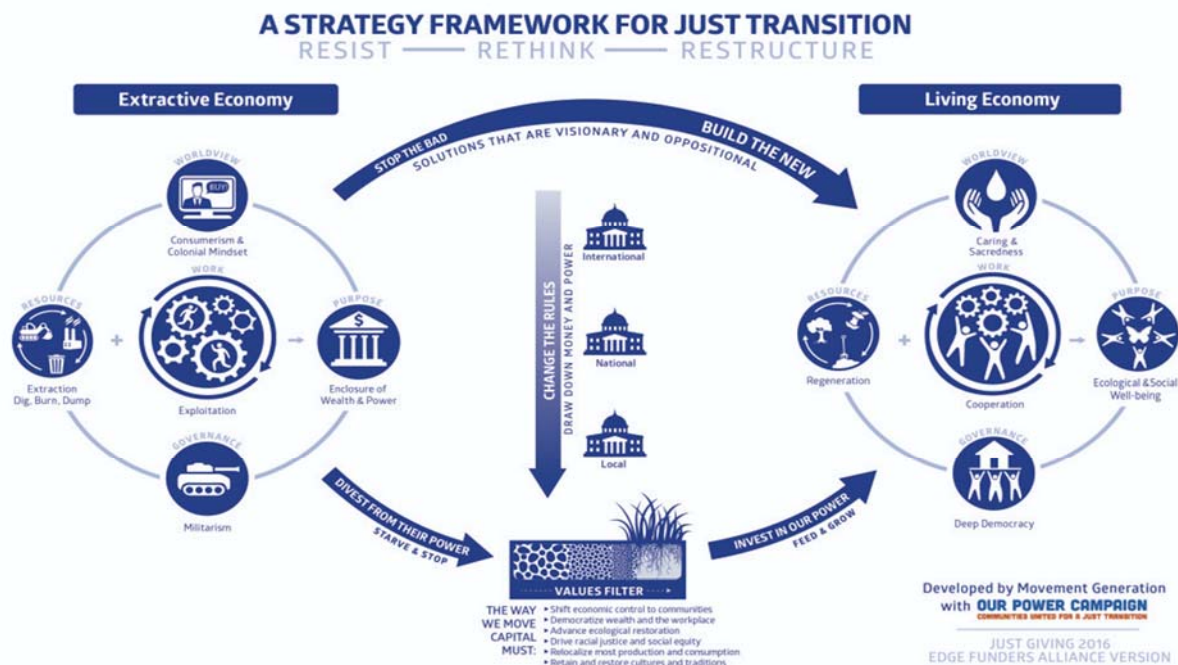 A STRATEGY FRAMEWORK FOR JUST TRANSITION
RESIST — RETHINK — RESTRUCTURE
Extractive Economy
WORLDVIEW
BUY!
Consumerism &
Colonial Mindset
RESOURCES
WORK
PURPOSE
$
+
Extraction
Dig, Burn, Dump
Exploitation
Enclosure of
Wealth & Power
GOVERNANCE
Militarism
STOP THE BAD
BUILD THE NEW
SOLUTIONS THAT ARE VISIONARY AND OPPOSITIONAL
CHANGE THE RULES
DRAW DOWN MONEY AND POWER
International
National
Local
DIVEST FROM THEIR POWER
STARVE & STOP
VALUES FILTER
INVEST IN OUR POWER
FEED & GROW
THE WAY
WE MOVE
CAPITAL
MUST:
▸ Shift economic control to communities
▸ Democratize wealth and the workplace
▸ Advance ecological restoration
▸ Drive racial justice and social equity
▸ Relocalize most production and consumption
▸ Retain and restore cultures and traditions
Living Economy
WORLDVIEW
Caring &
Sacredness
RESOURCES
WORK
PURPOSE
+
Regeneration
Cooperation
Ecological & Social
Well-being
GOVERNANCE
Deep Democracy
Developed by Movement Generation
with OUR POWER CAMPAIGN
COMMUNITIES UNITED FOR A JUST TRANSITION
JUST GIVING 2016
EDGE FUNDERS ALLIANCE VERSION